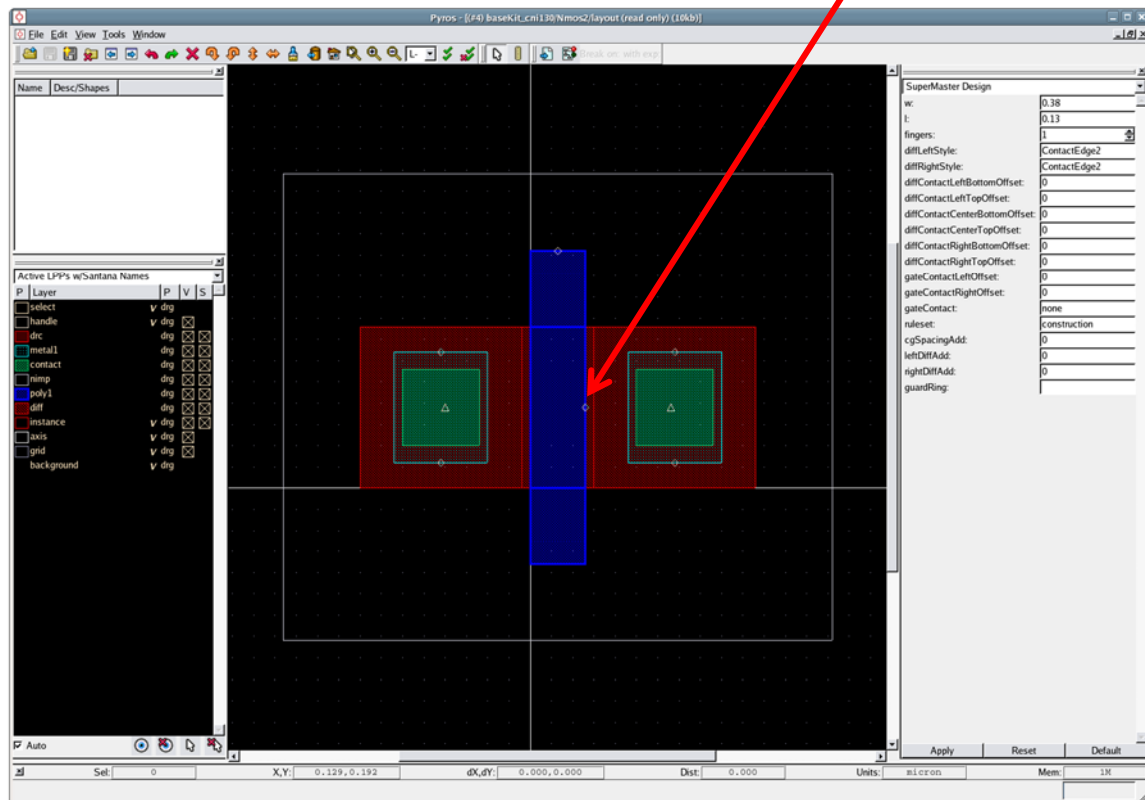 Pyros - [(#4) baseKit_cni130/Nmos2/layout (read only) (10kb)]
File Edit View Tools Window
L-
Break on: with exp
Name Desc/Shapes
Active LPPs w/Santana Names
P Layer P V S
select v drg
handle v drg
drc drg
metal1 drg
contact drg
nimp drg
poly1 drg
diff drg
instance v drg
axis v drg
grid v drg
background v drg
Auto
SuperMaster Design
w: 0.38
l: 0.13
fingers: 1
diffLeftStyle: ContactEdge2
diffRightStyle: ContactEdge2
diffContactLeftBottomOffset: 0
diffContactLeftTopOffset: 0
diffContactCenterBottomOffset: 0
diffContactCenterTopOffset: 0
diffContactRightBottomOffset: 0
diffContactRightTopOffset: 0
gateContactLeftOffset: 0
gateContactRightOffset: 0
gateContact: none
ruleset: construction
cgSpacingAdd: 0
leftDiffAdd: 0
rightDiffAdd: 0
guardRing:
Apply Reset Default
Sel: 0 X,Y: 0.129,0.192 dX,dY: 0.000,0.000 Dist: 0.000 Units: micron Mem: 1M